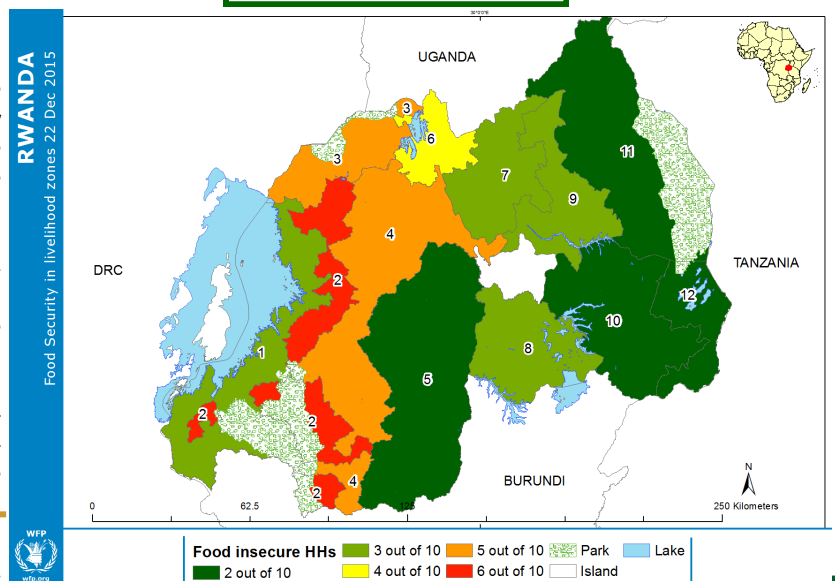 RWANDA
Food Security in livelihood zones 22 Dec 2015
30°0'0"E
UGANDA
3
6
3
11
7
9
4
DRC
TANZANIA
2
12
10
1
8
5
2
2
4
2
BURUNDI
N
0 62.5 125 250 Kilometers
WFP
wfp.org
Food insecure HHs 3 out of 10 5 out of 10 Park Lake
2 out of 10 4 out of 10 6 out of 10 Island